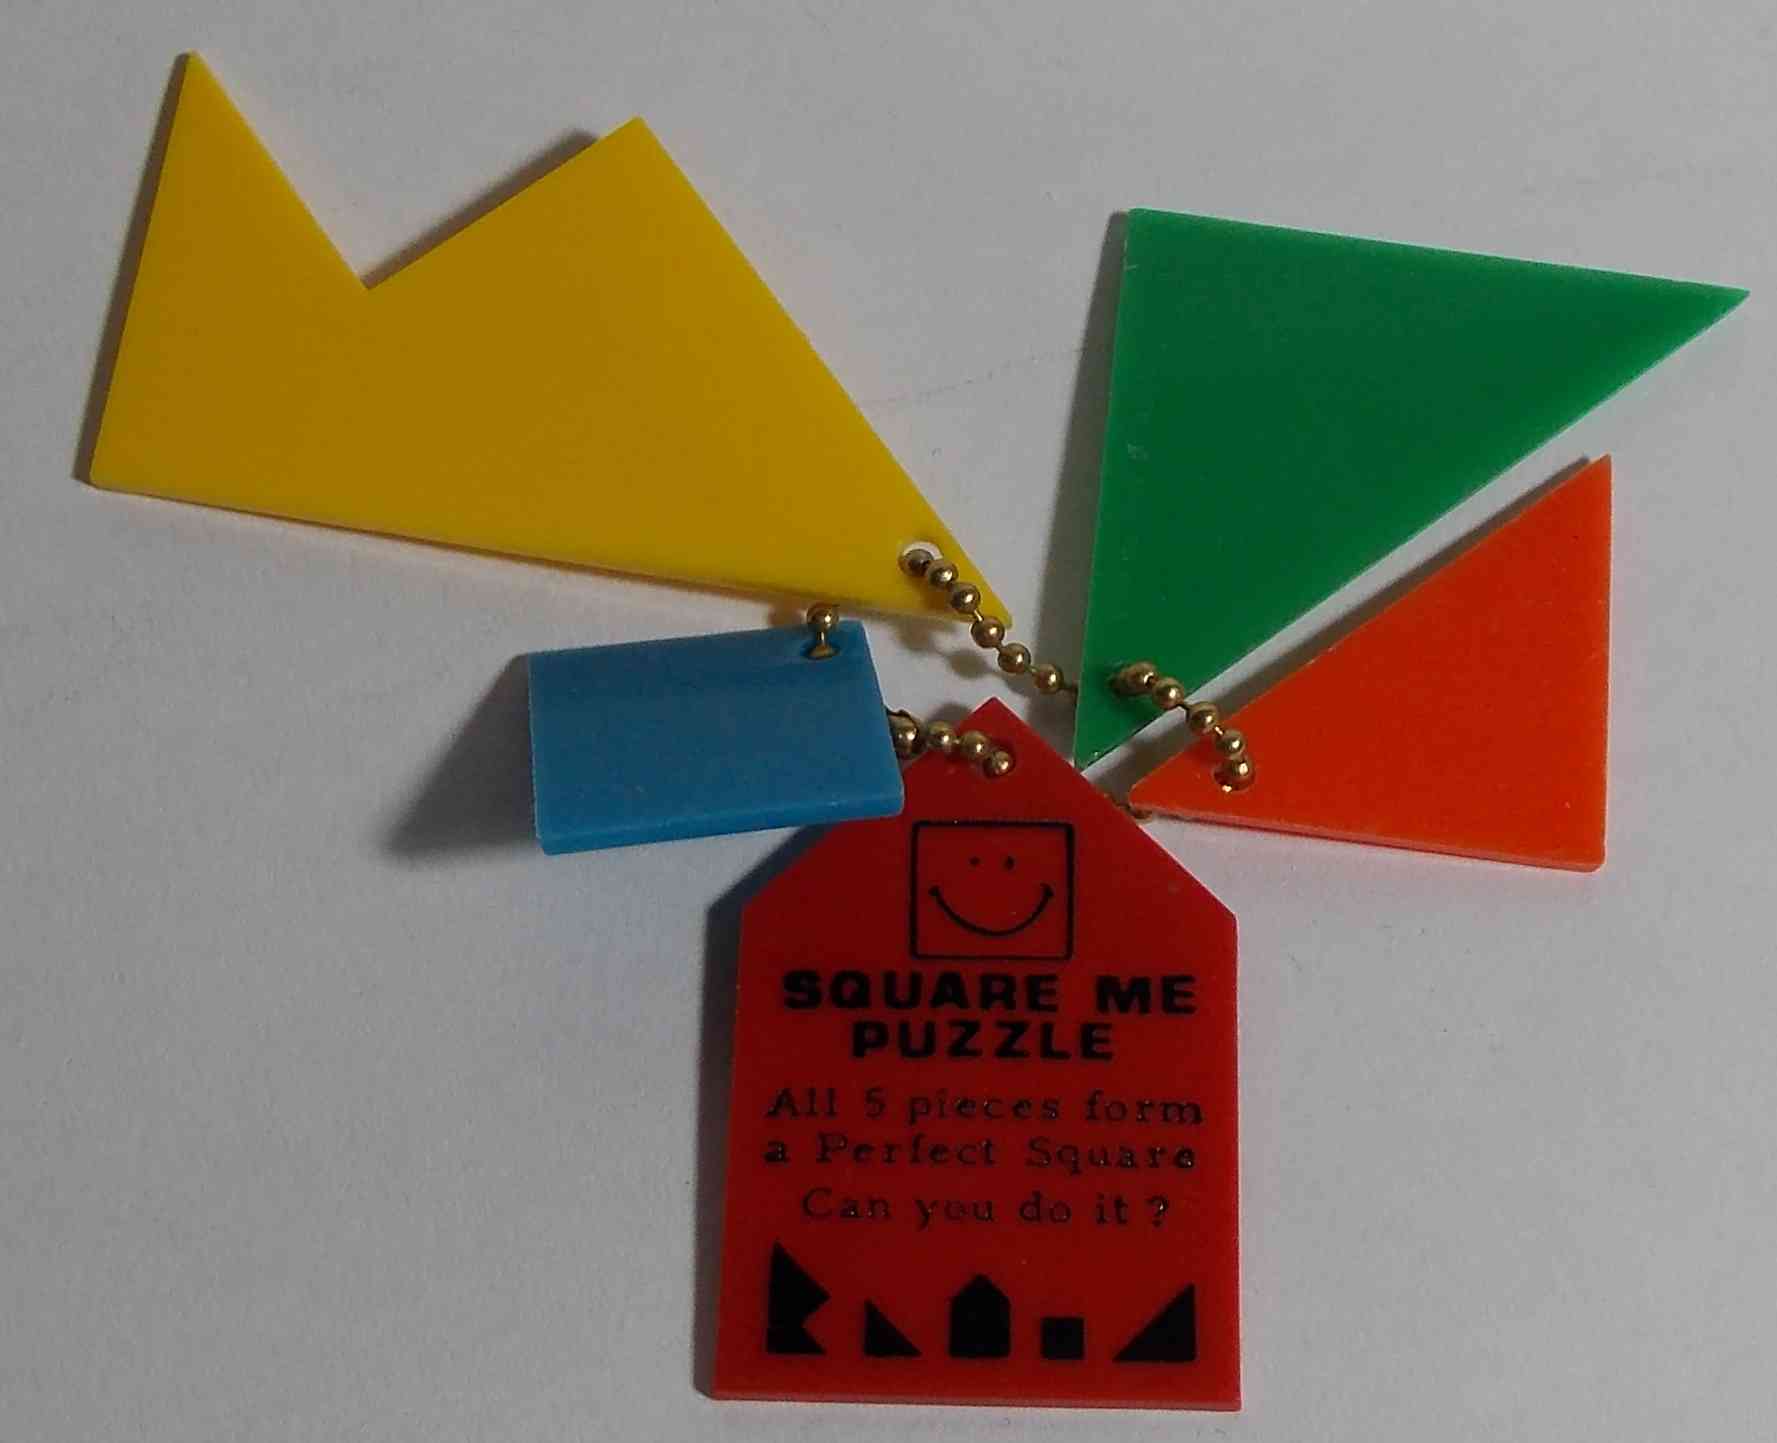 SQUARE ME
PUZZLE
All 5 pieces form
a Perfect Square
Can you do it?